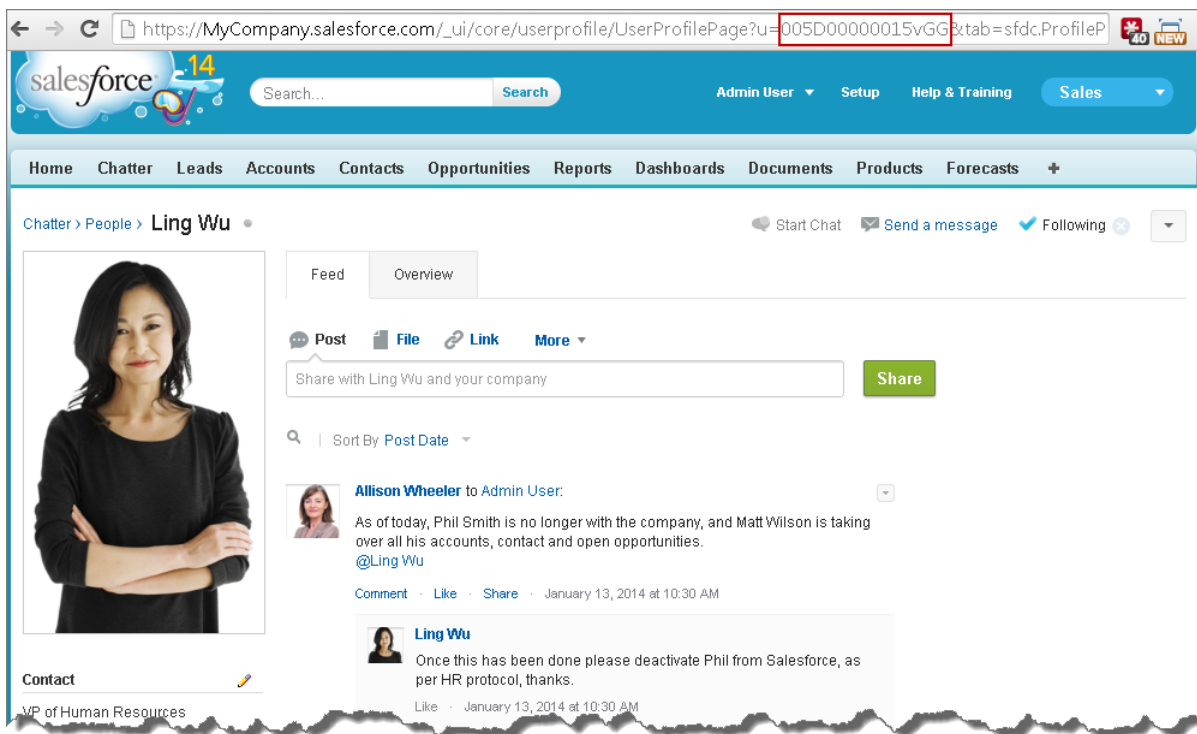 https://MyCompany.salesforce.com/_ui/core/userprofile/UserProfilePage?u=005D00000015vGG&tab=sfdc.ProfileP
40 NEW
salesforce 14
Search...
Search
Admin User
Setup
Help & Training
Sales
Home Chatter Leads Accounts Contacts Opportunities Reports Dashboards Documents Products Forecasts +
Chatter › People › Ling Wu
Start Chat
Send a message
Following
Feed
Overview
Post
File
Link
More
Share with Ling Wu and your company
Share
Sort By Post Date
Allison Wheeler to Admin User:
As of today, Phil Smith is no longer with the company, and Matt Wilson is taking
over all his accounts, contact and open opportunities.
@Ling Wu
Comment · Like · Share · January 13, 2014 at 10:30 AM
Ling Wu
Once this has been done please deactivate Phil from Salesforce, as
per HR protocol, thanks.
Like · January 13, 2014 at 10:30 AM
Contact
VP of Human Resources